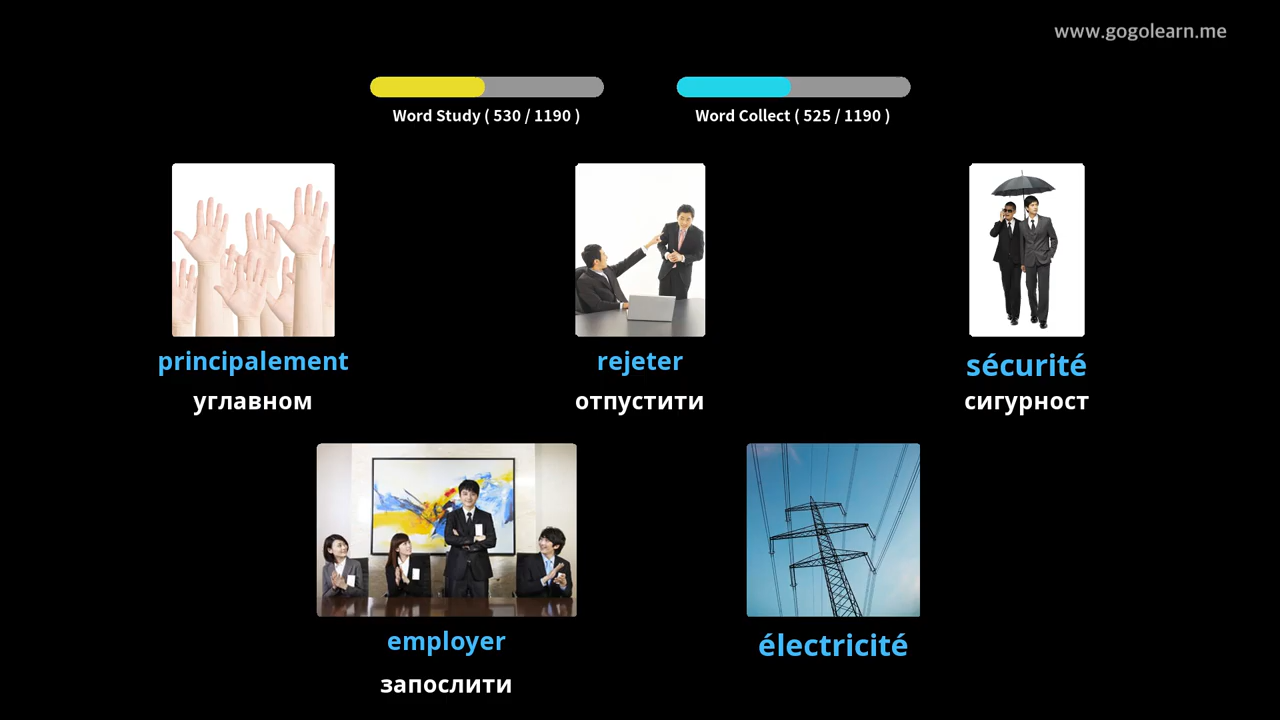 www.gogolearn.me
Word Study ( 530 / 1190 )
Word Collect ( 525 / 1190 )
principalement
углавном
rejeter
отпустити
sécurité
сигурност
employer
запослити
électricité